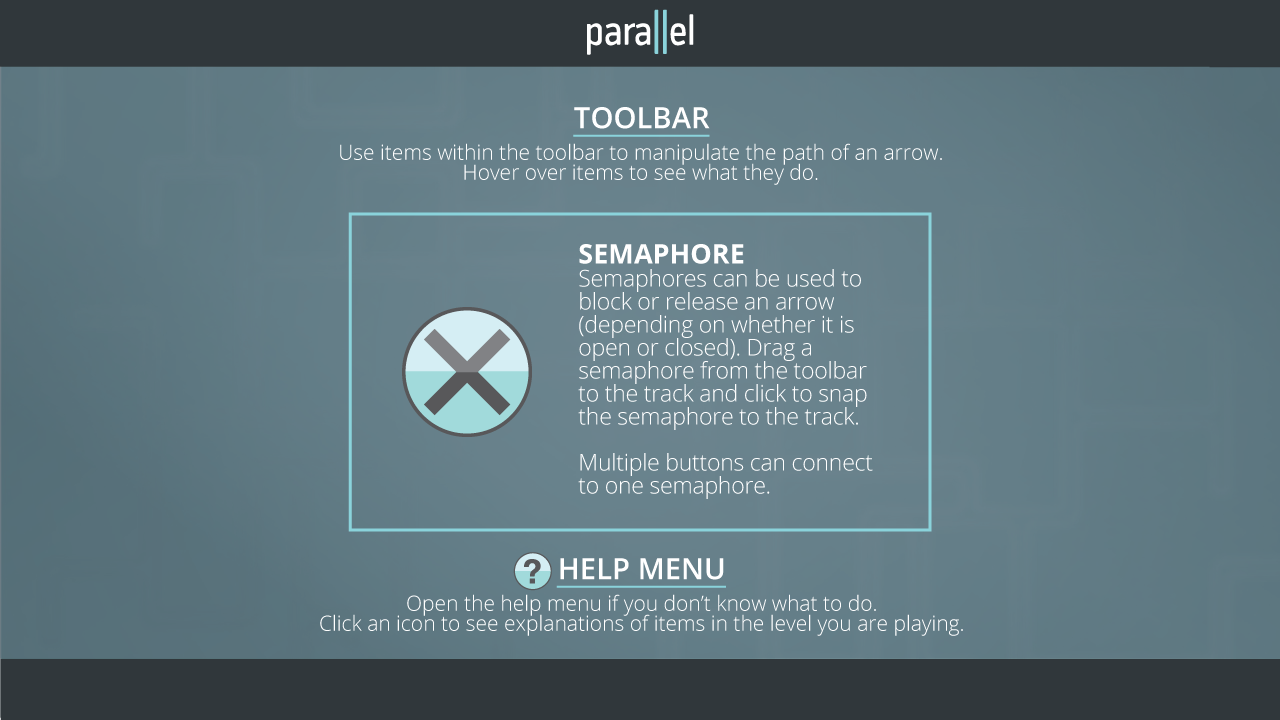 parallel
TOOLBAR
Use items within the toolbar to manipulate the path of an arrow.
Hover over items to see what they do.
SEMAPHORE
Semaphores can be used to
block or release an arrow
(depending on whether it is
open or closed). Drag a
semaphore from the toolbar
to the track and click to snap
the semaphore to the track.
Multiple buttons can connect
to one semaphore.
? HELP MENU
Open the help menu if you don’t know what to do.
Click an icon to see explanations of items in the level you are playing.